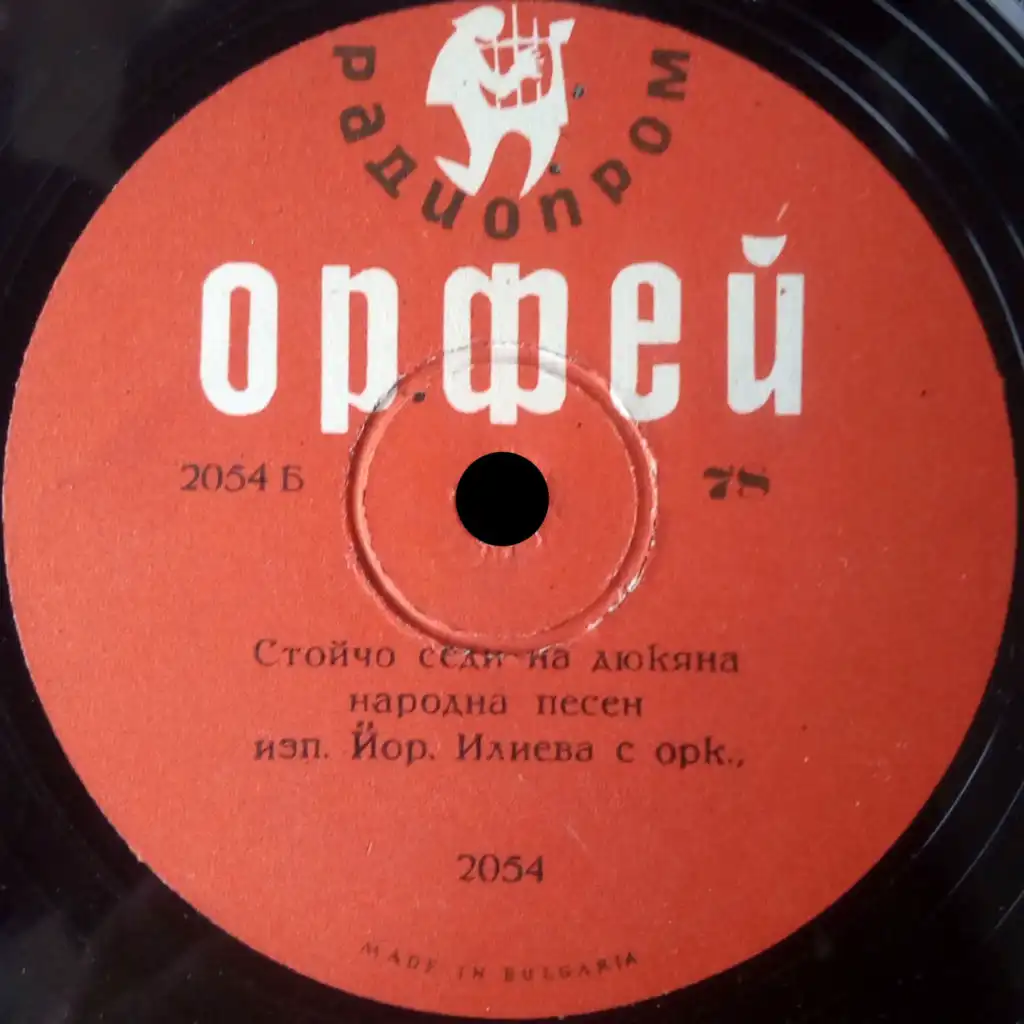 радиопром
орфей
2054 Б
78
Стойчо седи на дюкяна
народна песен
изп. Йор. Илиева с орк.,
2054
MADE IN BULGARIA